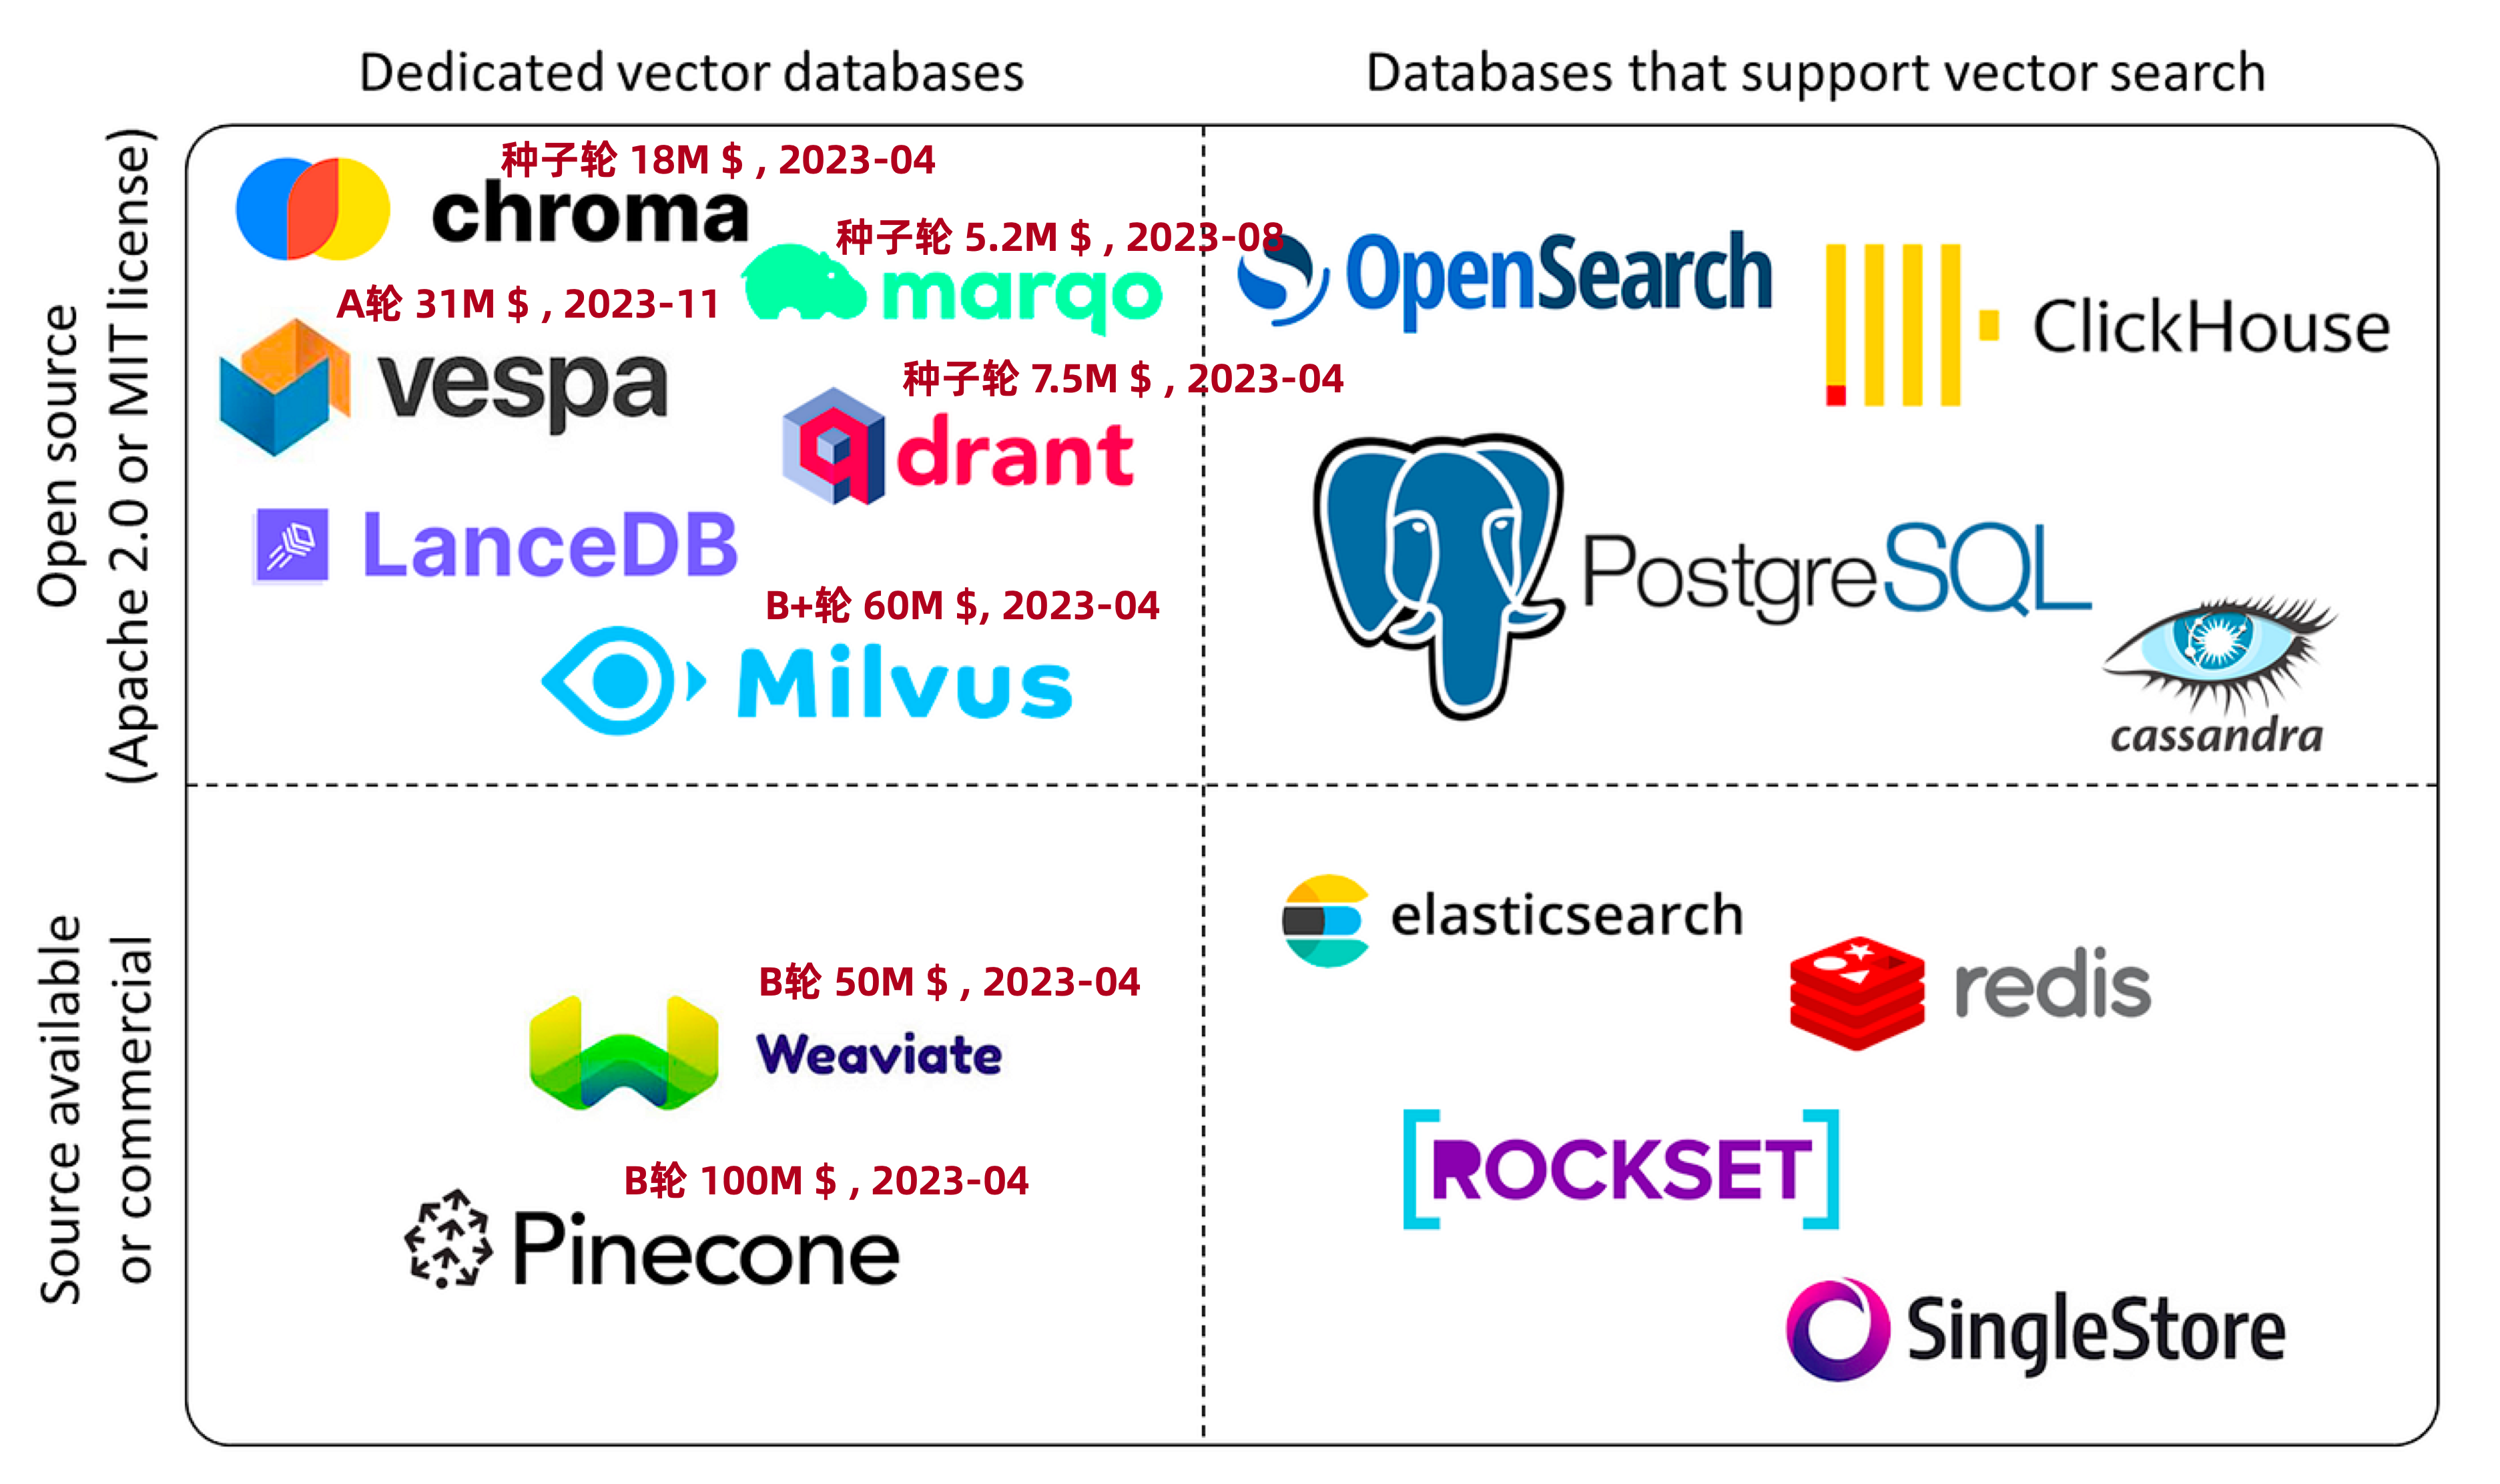 Dedicated vector databases
Databases that support vector search
Open source
(Apache 2.0 or MIT license)
种子轮 18M $ , 2023-04
chroma
种子轮 5.2M $ , 2023-08
marqo
A轮 31M $ , 2023-11
vespa
种子轮 7.5M $ , 2023-04
qdrant
LanceDB
B+轮 60M $, 2023-04
Milvus
OpenSearch
ClickHouse
PostgreSQL
cassandra
Source available
or commercial
B轮 50M $ , 2023-04
Weaviate
B轮 100M $ , 2023-04
Pinecone
elasticsearch
redis
[ROCKSET]
SingleStore